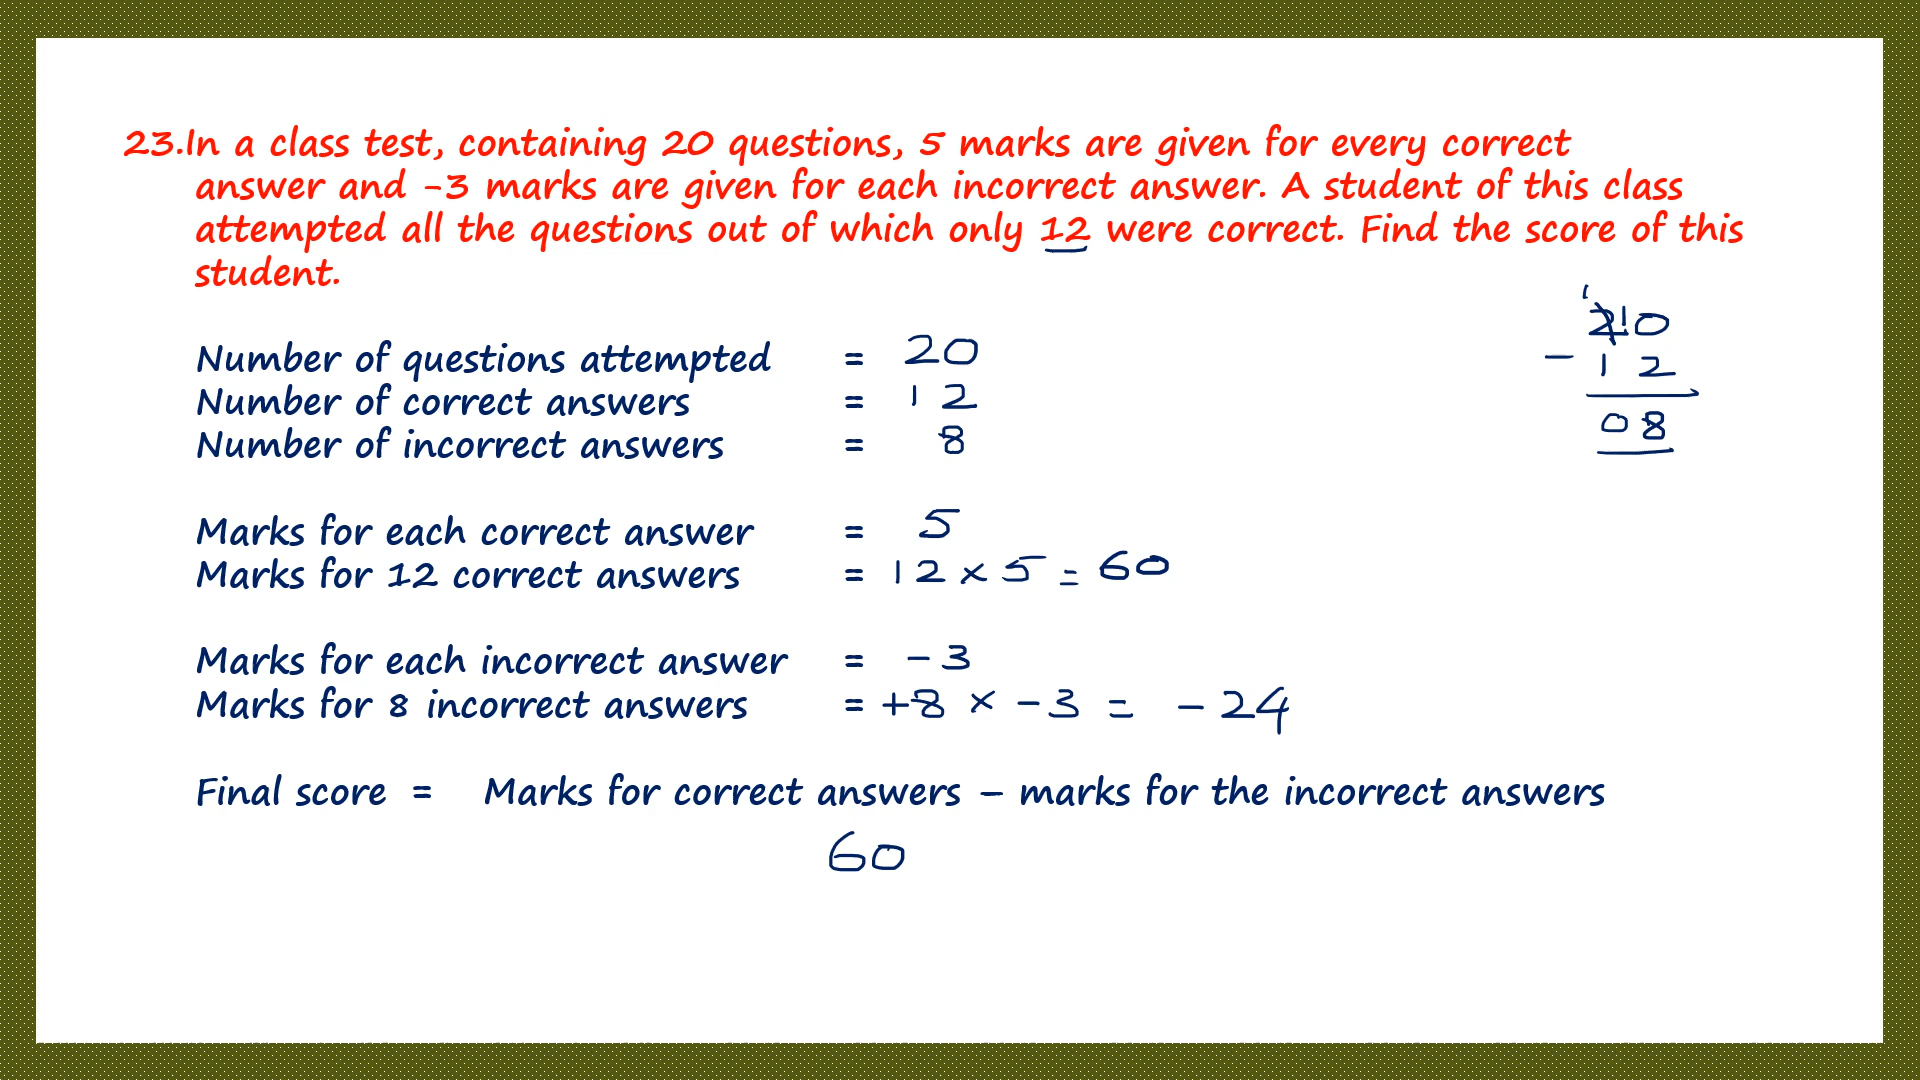 23.In a class test, containing 20 questions, 5 marks are given for every correct
answer and -3 marks are given for each incorrect answer. A student of this class
attempted all the questions out of which only 12 were correct. Find the score of this
student.
1
2 10
- 1 2
08
Number of questions attempted = 20
Number of correct answers = 12
Number of incorrect answers = 8
Marks for each correct answer = 5
Marks for 12 correct answers = 12 x 5 = 60
Marks for each incorrect answer = -3
Marks for 8 incorrect answers = +8 x -3 = -24
Final score = Marks for correct answers – marks for the incorrect answers
60